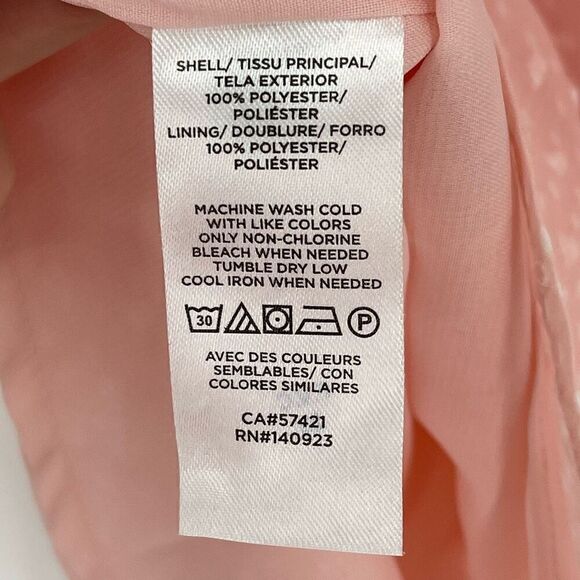 SHELL/ TISSU PRINCIPAL/
TELA EXTERIOR
100% POLYESTER/
POLIÉSTER
LINING/ DOUBLURE/ FORRO
100% POLYESTER/
POLIÉSTER
MACHINE WASH COLD
WITH LIKE COLORS
ONLY NON-CHLORINE
BLEACH WHEN NEEDED
TUMBLE DRY LOW
COOL IRON WHEN NEEDED
30 P
AVEC DES COULEURS
SEMBLABLES/ CON
COLORES SIMILARES
CA#57421
RN#140923